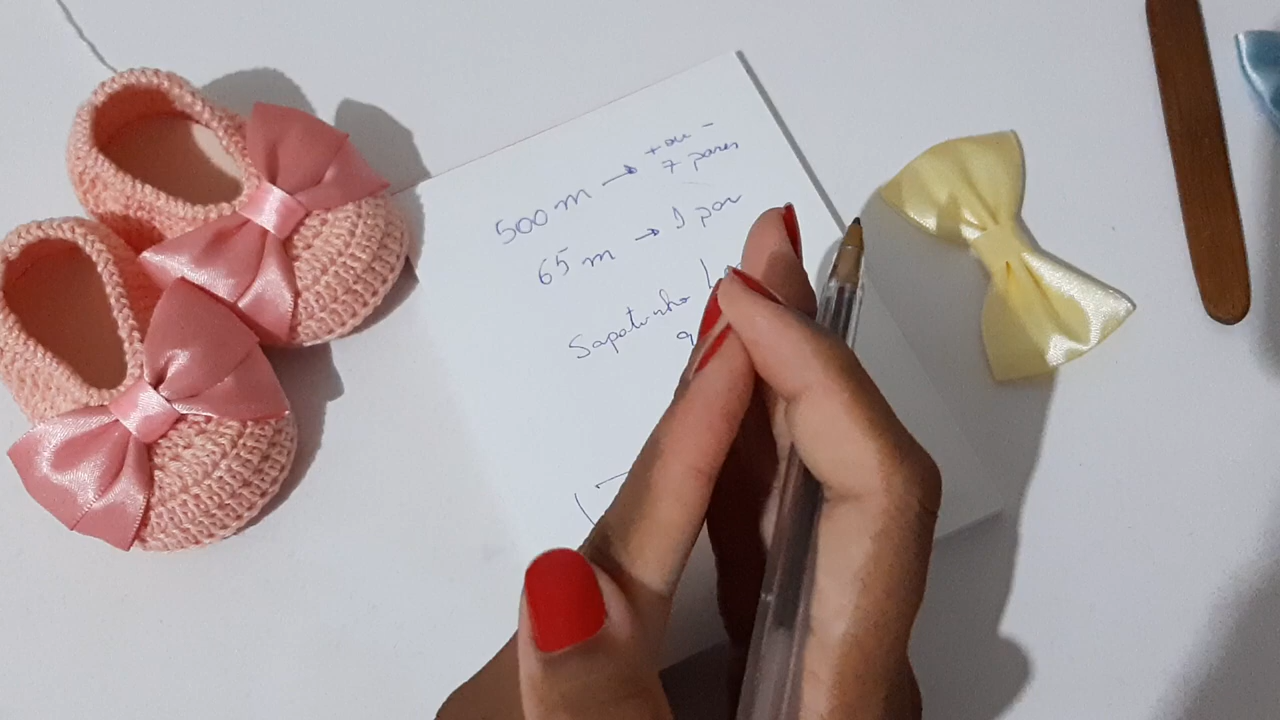 500 m → + ou -
7 pares
65 m → 1 par
Sapatinho